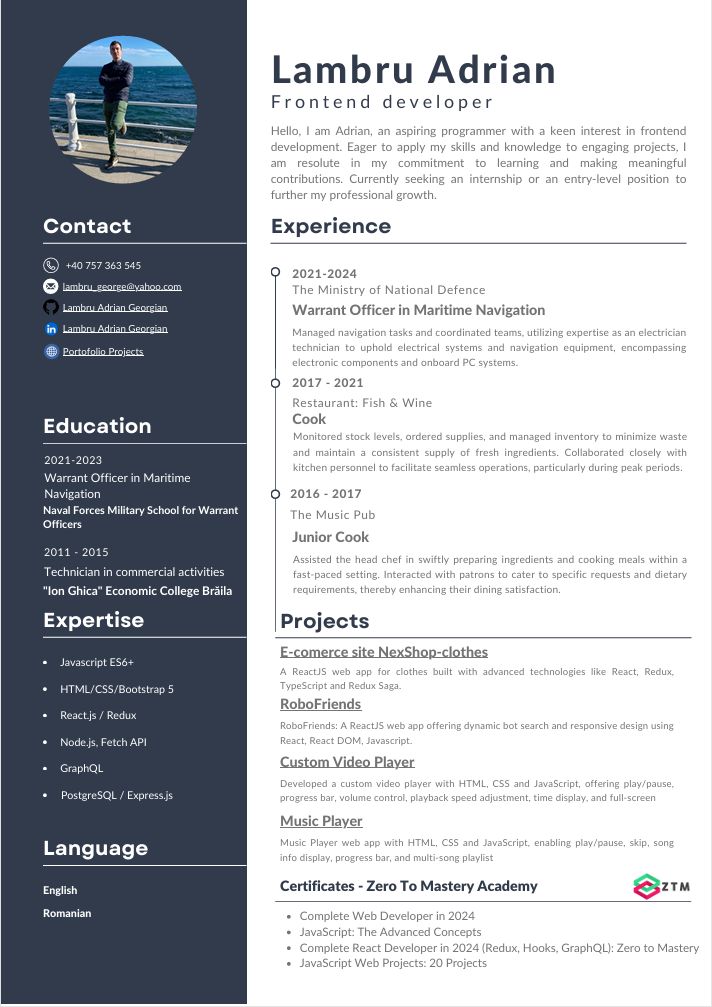 Lambru Adrian
Frontend developer
Hello, I am Adrian, an aspiring programmer with a keen interest in frontend
development. Eager to apply my skills and knowledge to engaging projects, I
am resolute in my commitment to learning and making meaningful
contributions. Currently seeking an internship or an entry-level position to
further my professional growth.
Contact
+40 757 363 545
lambru_george@yahoo.com
Lambru Adrian Georgian
Lambru Adrian Georgian
Portofolio Projects
Education
2021-2023
Warrant Officer in Maritime
Navigation
Naval Forces Military School for Warrant
Officers
2011 - 2015
Technician in commercial activities
"Ion Ghica" Economic College Brăila
Expertise
Javascript ES6+
HTML/CSS/Bootstrap 5
React.js / Redux
Node.js, Fetch API
GraphQL
PostgreSQL / Express.js
Language
English
Romanian
Experience
2021-2024
The Ministry of National Defence
Warrant Officer in Maritime Navigation
Managed navigation tasks and coordinated teams, utilizing expertise as an electrician
technician to uphold electrical systems and navigation equipment, encompassing
electronic components and onboard PC systems.
2017 - 2021
Restaurant: Fish & Wine
Cook
Monitored stock levels, ordered supplies, and managed inventory to minimize waste
and maintain a consistent supply of fresh ingredients. Collaborated closely with
kitchen personnel to facilitate seamless operations, particularly during peak periods.
2016 - 2017
The Music Pub
Junior Cook
Assisted the head chef in swiftly preparing ingredients and cooking meals within a
fast-paced setting. Interacted with patrons to cater to specific requests and dietary
requirements, thereby enhancing their dining satisfaction.
Projects
E-comerce site NexShop-clothes
A ReactJS web app for clothes built with advanced technologies like React, Redux,
TypeScript and Redux Saga.
RoboFriends
RoboFriends: A ReactJS web app offering dynamic bot search and responsive design using
React, React DOM, Javascript.
Custom Video Player
Developed a custom video player with HTML, CSS and JavaScript, offering play/pause,
progress bar, volume control, playback speed adjustment, time display, and full-screen
Music Player
Music Player web app with HTML, CSS and JavaScript, enabling play/pause, skip, song
info display, progress bar, and multi-song playlist
Certificates - Zero To Mastery Academy
ZTM
Complete Web Developer in 2024
JavaScript: The Advanced Concepts
Complete React Developer in 2024 (Redux, Hooks, GraphQL): Zero to Mastery
JavaScript Web Projects: 20 Projects